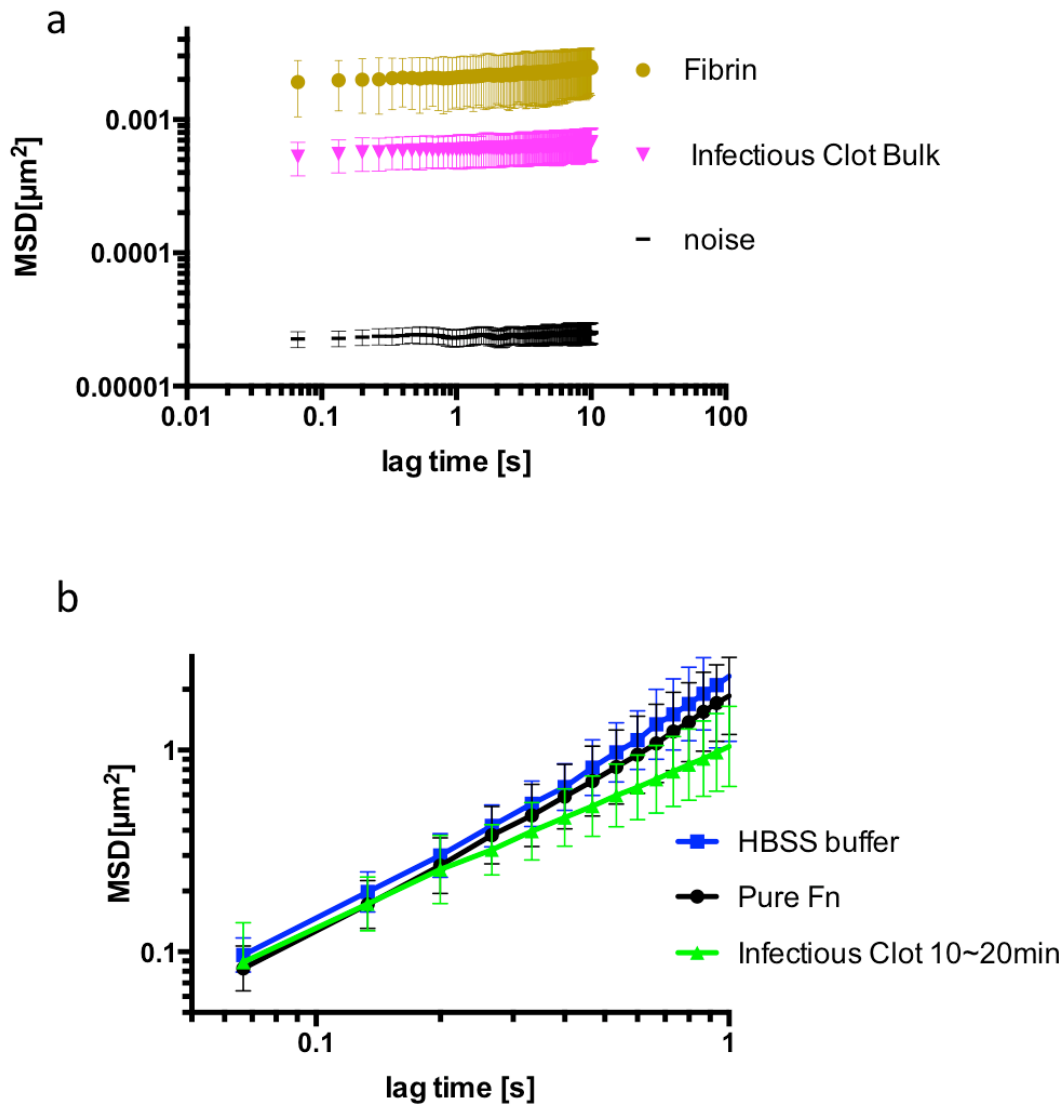 a
MSD[µm²]
0.001
0.0001
0.00001
0.01
0.1
1
10
100
lag time [s]
Fibrin
Infectious Clot Bulk
noise
b
MSD[µm²]
1
0.1
0.1
1
lag time [s]
HBSS buffer
Pure Fn
Infectious Clot 10~20min